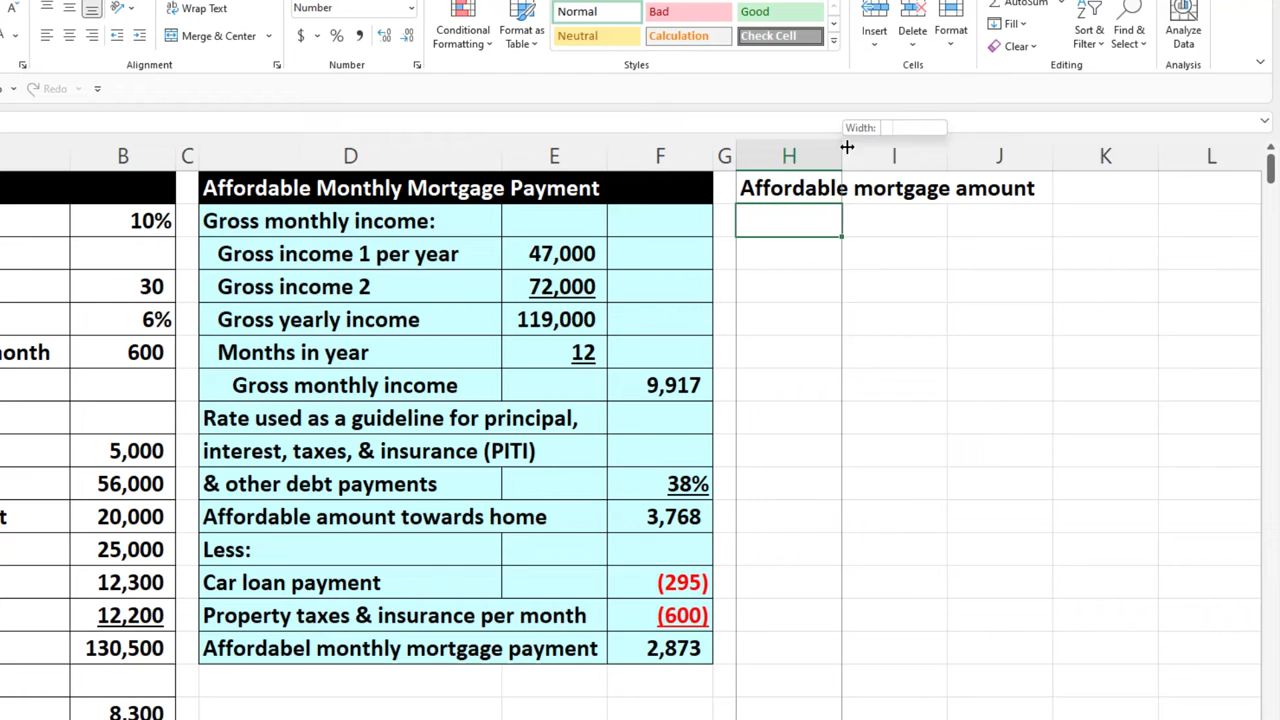 AutoSum
Wrap Text
Number
Normal
Bad
Good
Fill
Merge & Center
$ % ,
Conditional Formatting
Format as Table
Neutral
Calculation
Check Cell
Insert
Delete
Format
Clear
Sort & Filter
Find & Select
Analyze Data
Alignment
Number
Styles
Cells
Editing
Analysis
Redo
Width:
B C D E F G H I J K L
Affordable Monthly Mortgage Payment
Affordable mortgage amount
10% Gross monthly income:
Gross income 1 per year 47,000
30 Gross income 2 72,000
6% Gross yearly income 119,000
onth 600 Months in year 12
Gross monthly income 9,917
Rate used as a guideline for principal,
5,000 interest, taxes, & insurance (PITI)
56,000 & other debt payments 38%
t 20,000 Affordable amount towards home 3,768
25,000 Less:
12,300 Car loan payment (295)
12,200 Property taxes & insurance per month (600)
130,500 Affordabel monthly mortgage payment 2,873
8,300